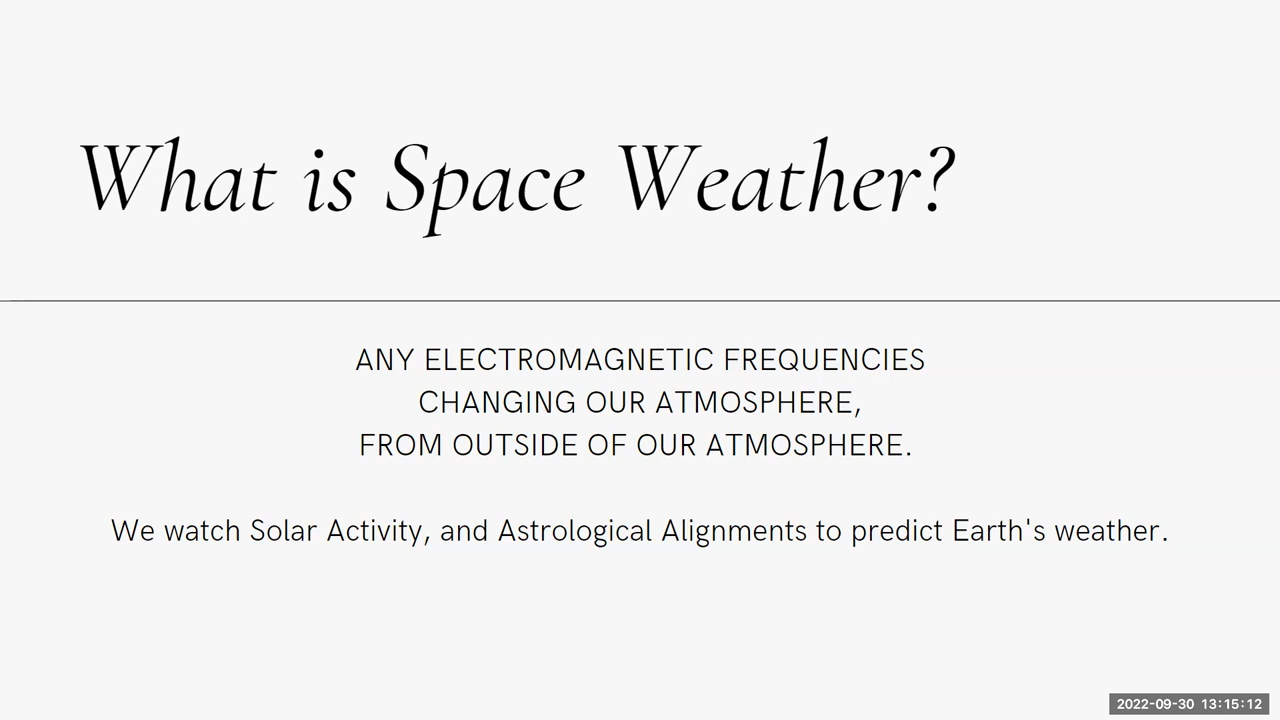 What is Space Weather?
ANY ELECTROMAGNETIC FREQUENCIES
CHANGING OUR ATMOSPHERE,
FROM OUTSIDE OF OUR ATMOSPHERE.
We watch Solar Activity, and Astrological Alignments to predict Earth's weather.
2022-09-30 13:15:12